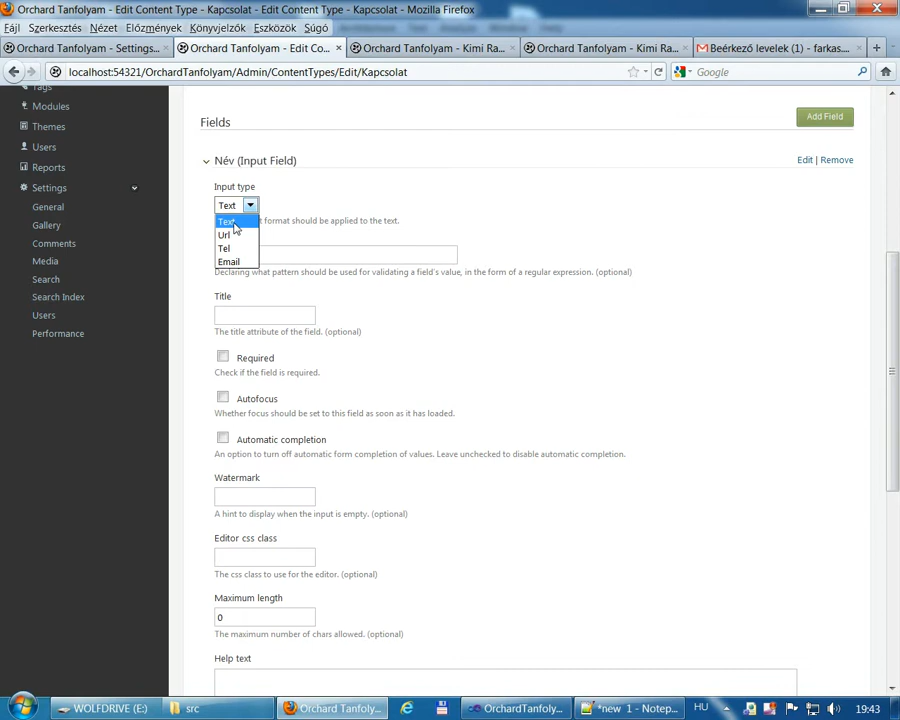 Orchard Tanfolyam - Edit Content Type - Kapcsolat - Edit Content Type - Kapcsolat - Mozilla Firefox
Fájl Szerkesztés Nézet Előzmények Könyvjelzők Eszközök Súgó
Orchard Tanfolyam - Settings... Orchard Tanfolyam - Edit Co... Orchard Tanfolyam - Kimi Ra... Orchard Tanfolyam - Kimi Ra... Beérkező levelek (1) - farkas....
localhost:54321/OrchardTanfolyam/Admin/ContentTypes/Edit/Kapcsolat Google
Tags
Modules
Themes
Users
Reports
Settings
General
Gallery
Comments
Media
Search
Search Index
Users
Performance
Fields Add Field
Név (Input Field) Edit | Remove
Input type
Text
Text
format should be applied to the text.
Url
Tel
Email
Declaring what pattern should be used for validating a field's value, in the form of a regular expression. (optional)
Title
The title attribute of the field. (optional)
Required
Check if the field is required.
Autofocus
Whether focus should be set to this field as soon as it has loaded.
Automatic completion
An option to turn off automatic form completion of values. Leave unchecked to disable automatic completion.
Watermark
A hint to display when the input is empty. (optional)
Editor css class
The css class to use for the editor. (optional)
Maximum length
0
The maximum number of chars allowed. (optional)
Help text
WOLFDRIVE (E:) src Orchard Tanfolyam... OrchardTanfolyam... *new 1 - Notep... HU 19:43